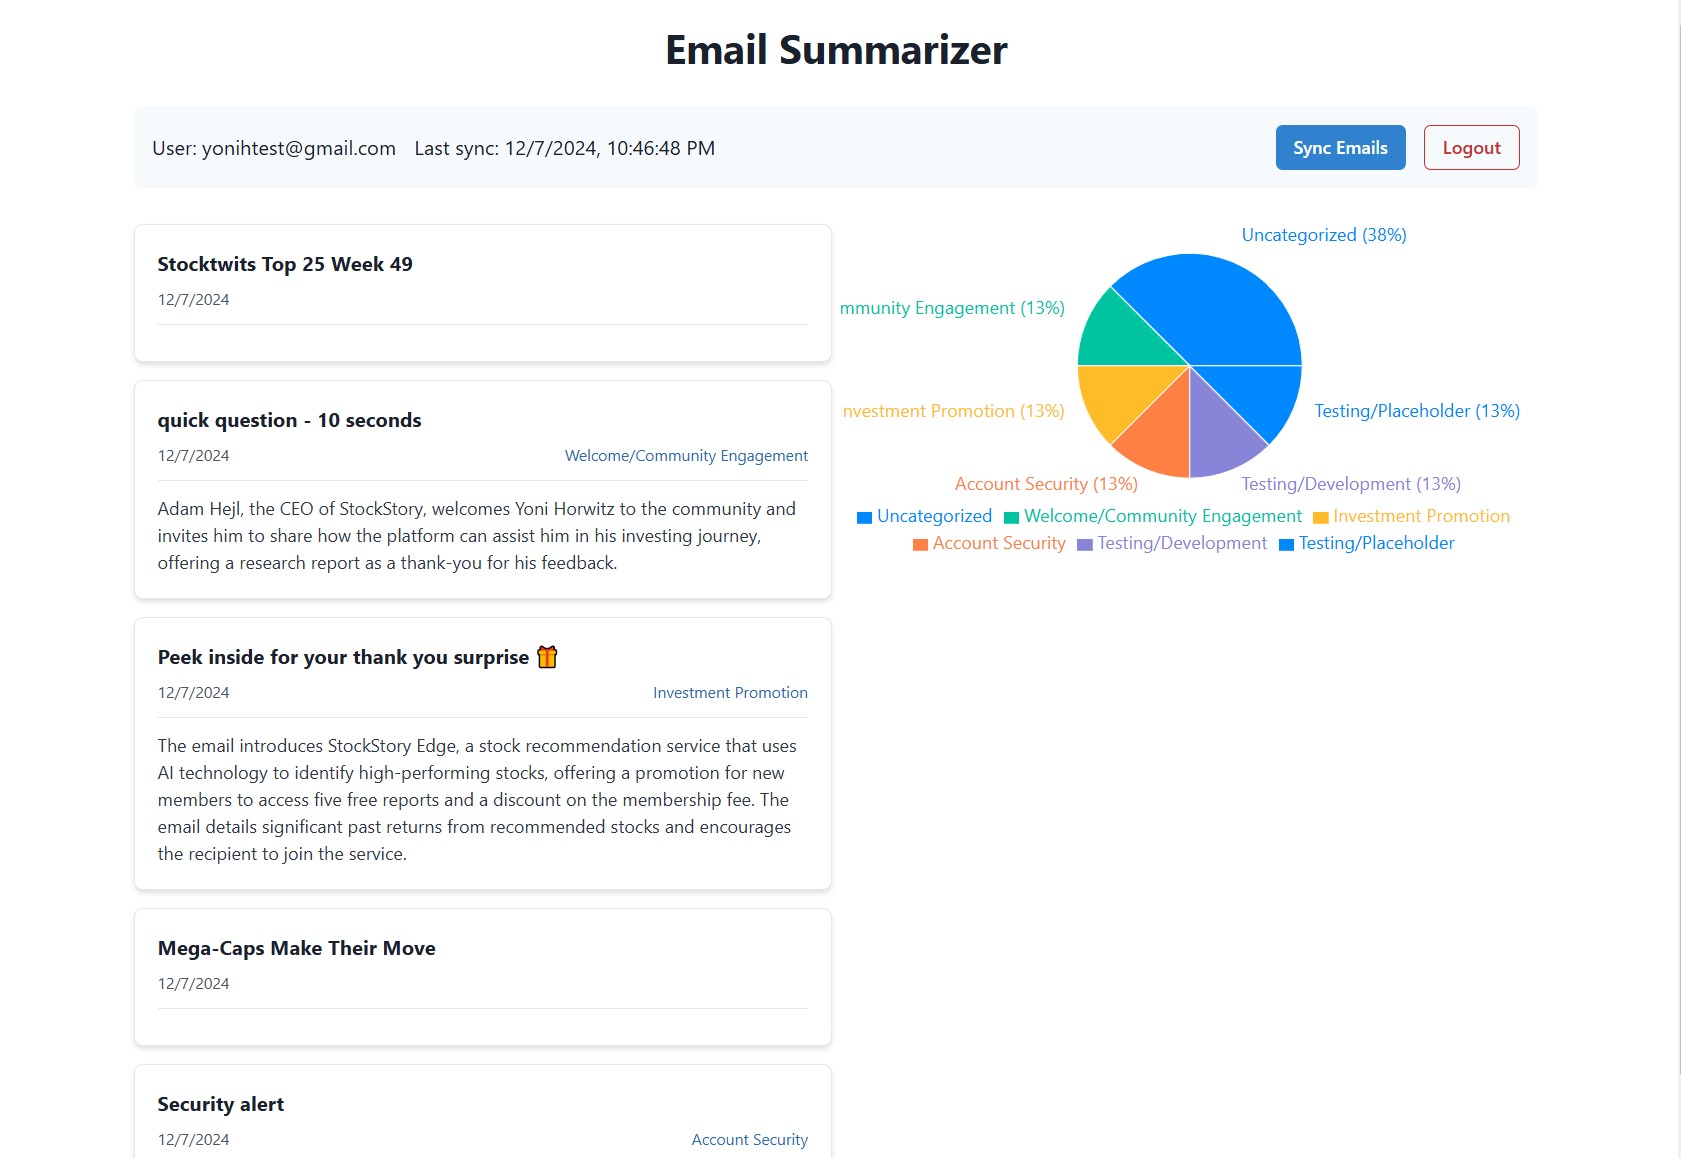 Email Summarizer
User: yonihtest@gmail.com Last sync: 12/7/2024, 10:46:48 PM
Sync Emails
Logout
Stocktwits Top 25 Week 49
12/7/2024
quick question - 10 seconds
12/7/2024 Welcome/Community Engagement
Adam Hejl, the CEO of StockStory, welcomes Yoni Horwitz to the community and
invites him to share how the platform can assist him in his investing journey,
offering a research report as a thank-you for his feedback.
Peek inside for your thank you surprise 🎁
12/7/2024 Investment Promotion
The email introduces StockStory Edge, a stock recommendation service that uses
AI technology to identify high-performing stocks, offering a promotion for new
members to access five free reports and a discount on the membership fee. The
email details significant past returns from recommended stocks and encourages
the recipient to join the service.
Mega-Caps Make Their Move
12/7/2024
Security alert
12/7/2024 Account Security
Uncategorized (38%)
mmunity Engagement (13%)
nvestment Promotion (13%)
Testing/Placeholder (13%)
Account Security (13%)
Testing/Development (13%)
Uncategorized Welcome/Community Engagement Investment Promotion
Account Security Testing/Development Testing/Placeholder